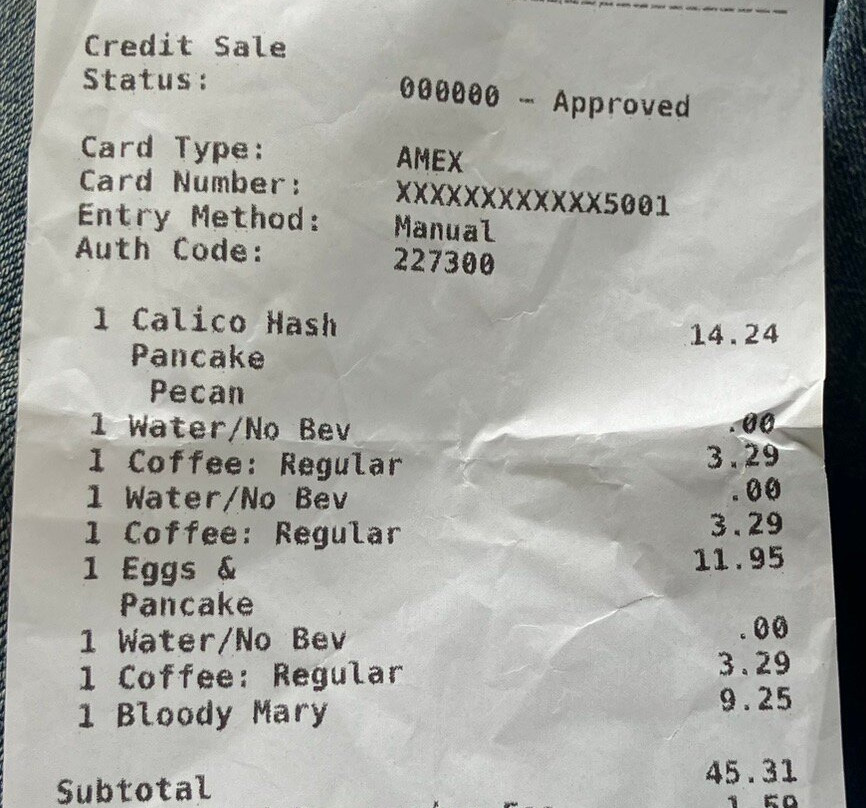 Credit Sale
Status: 000000 - Approved
Card Type: AMEX
Card Number: XXXXXXXXXXXX5001
Entry Method: Manual
Auth Code: 227300
1 Calico Hash 14.24
Pancake
Pecan
1 Water/No Bev .00
1 Coffee: Regular 3.29
1 Water/No Bev .00
1 Coffee: Regular 3.29
1 Eggs & 11.95
Pancake
1 Water/No Bev .00
1 Coffee: Regular 3.29
1 Bloody Mary 9.25
Subtotal 45.31